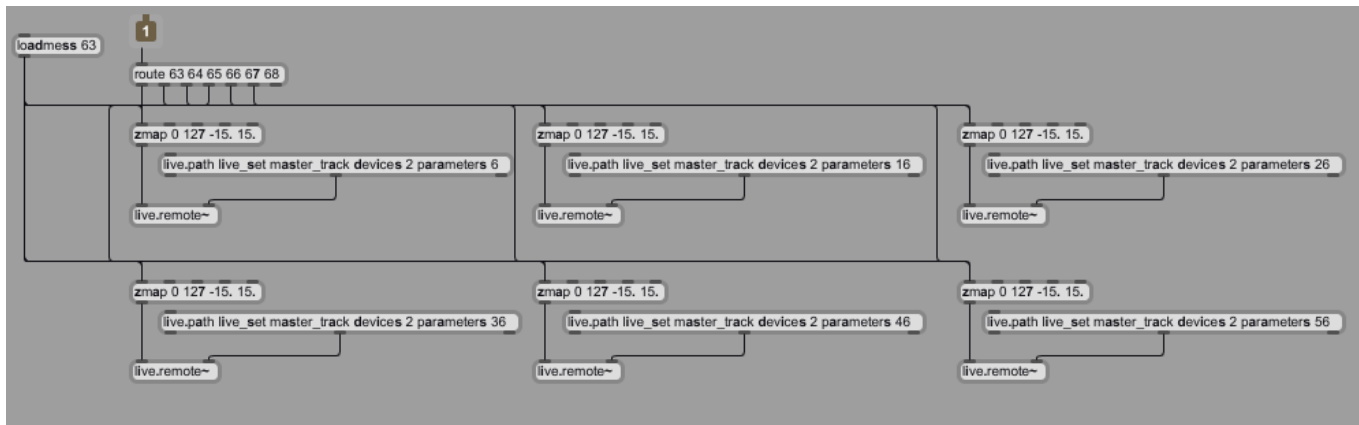 1
loadmess 63
route 63 64 65 66 67 68
zmap 0 127 -15. 15.
zmap 0 127 -15. 15.
zmap 0 127 -15. 15.
live.path live_set master_track devices 2 parameters 6
live.path live_set master_track devices 2 parameters 16
live.path live_set master_track devices 2 parameters 26
live.remote~
live.remote~
live.remote~
zmap 0 127 -15. 15.
zmap 0 127 -15. 15.
zmap 0 127 -15. 15.
live.path live_set master_track devices 2 parameters 36
live.path live_set master_track devices 2 parameters 46
live.path live_set master_track devices 2 parameters 56
live.remote~
live.remote~
live.remote~